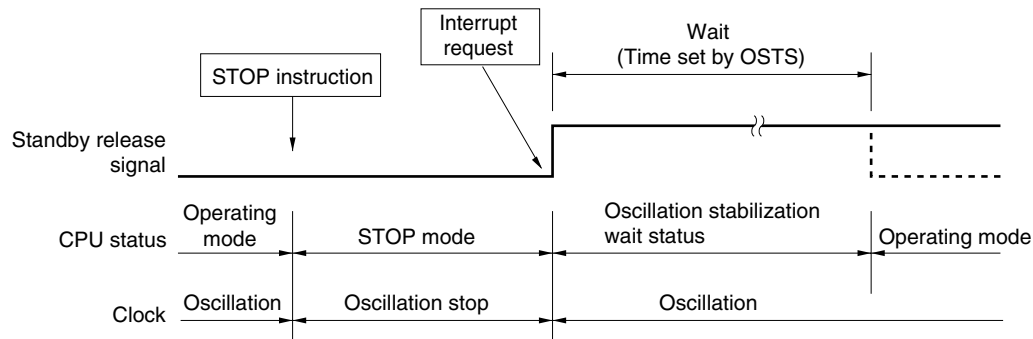 Interrupt
request
Wait
(Time set by OSTS)
STOP instruction
Standby release
signal
Operating
mode
Oscillation stabilization
wait status
CPU status
STOP mode
Operating mode
Clock
Oscillation
Oscillation stop
Oscillation